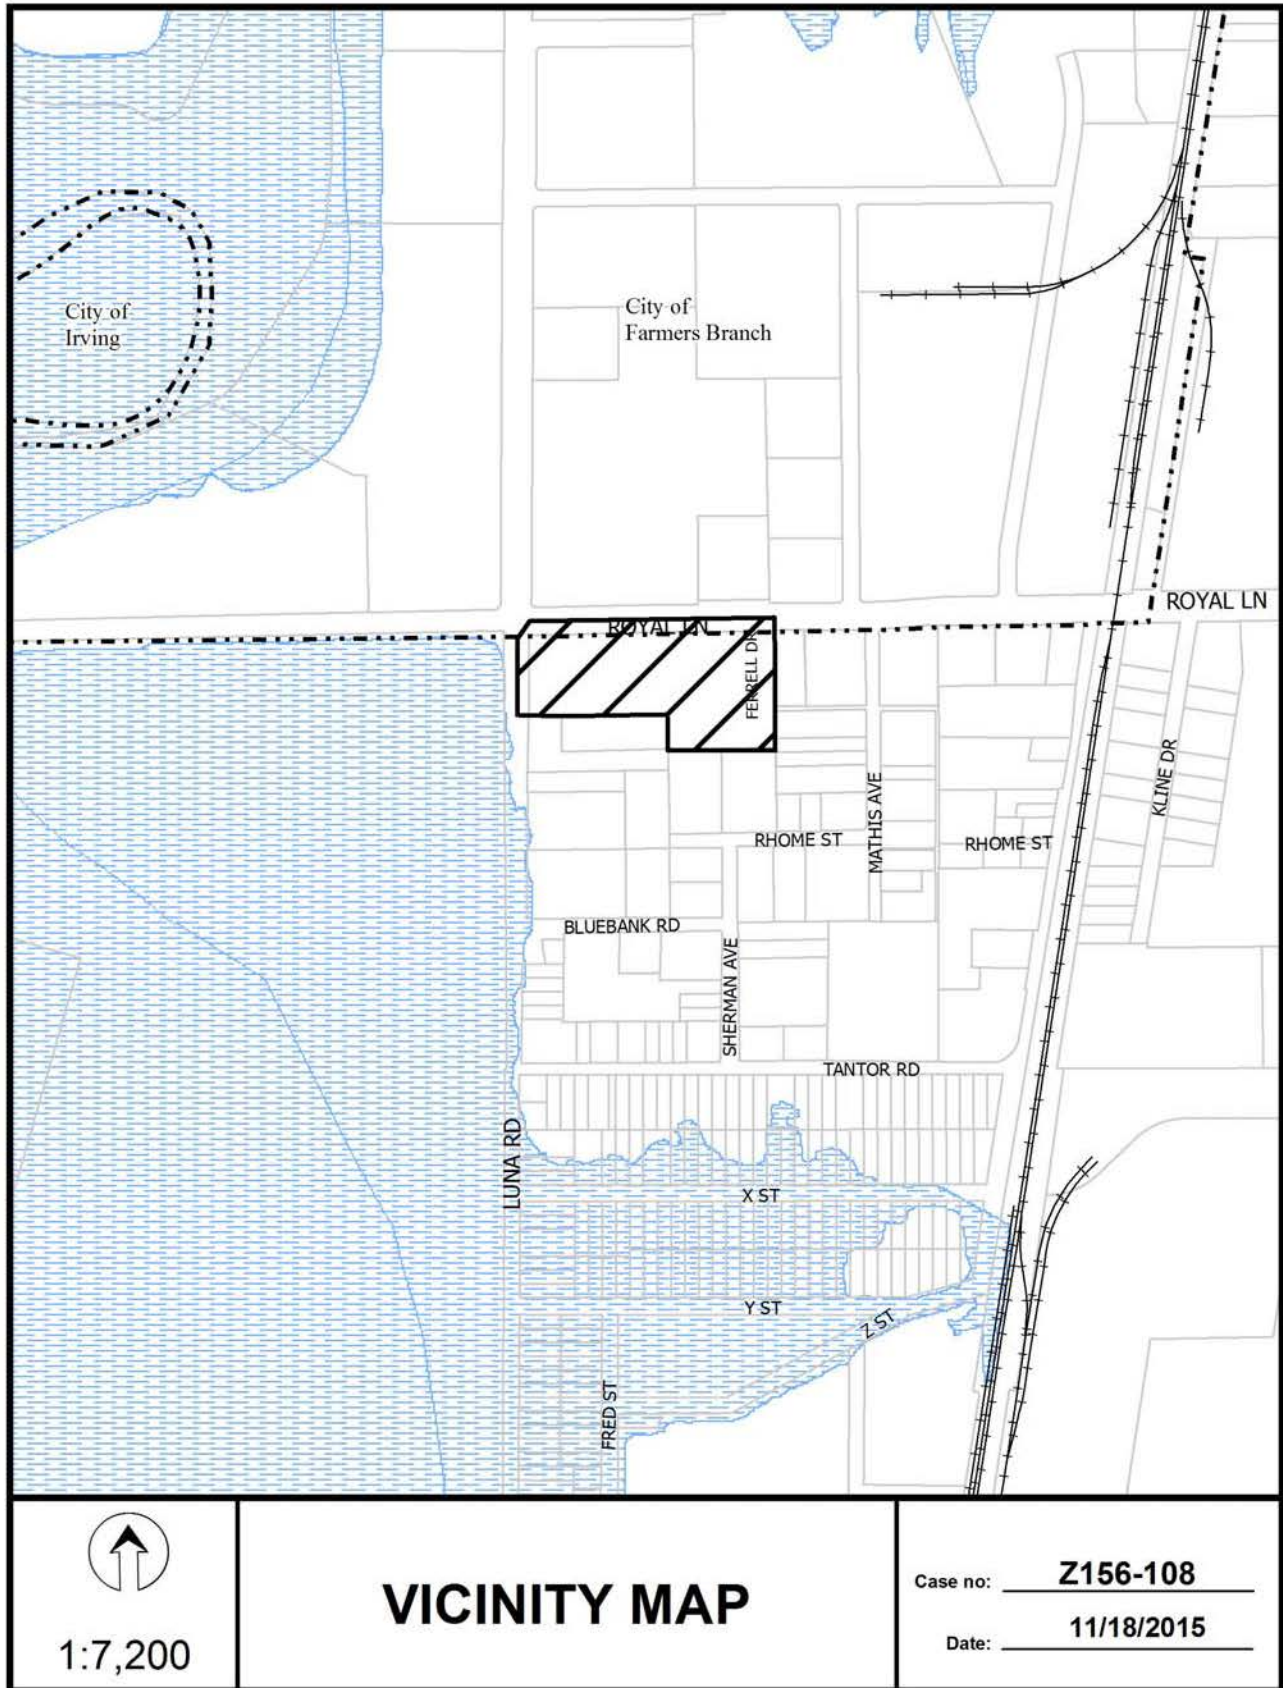 City of
Irving
City of
Farmers Branch
ROYAL LN
ROYAL LN
FERRELL DR
KLINE DR
MATHIS AVE
RHOME ST
RHOME ST
BLUEBANK RD
SHERMAN AVE
TANTOR RD
LUNA RD
X ST
Y ST
Z ST
FRED ST
1:7,200
VICINITY MAP
Case no: Z156-108
Date: 11/18/2015